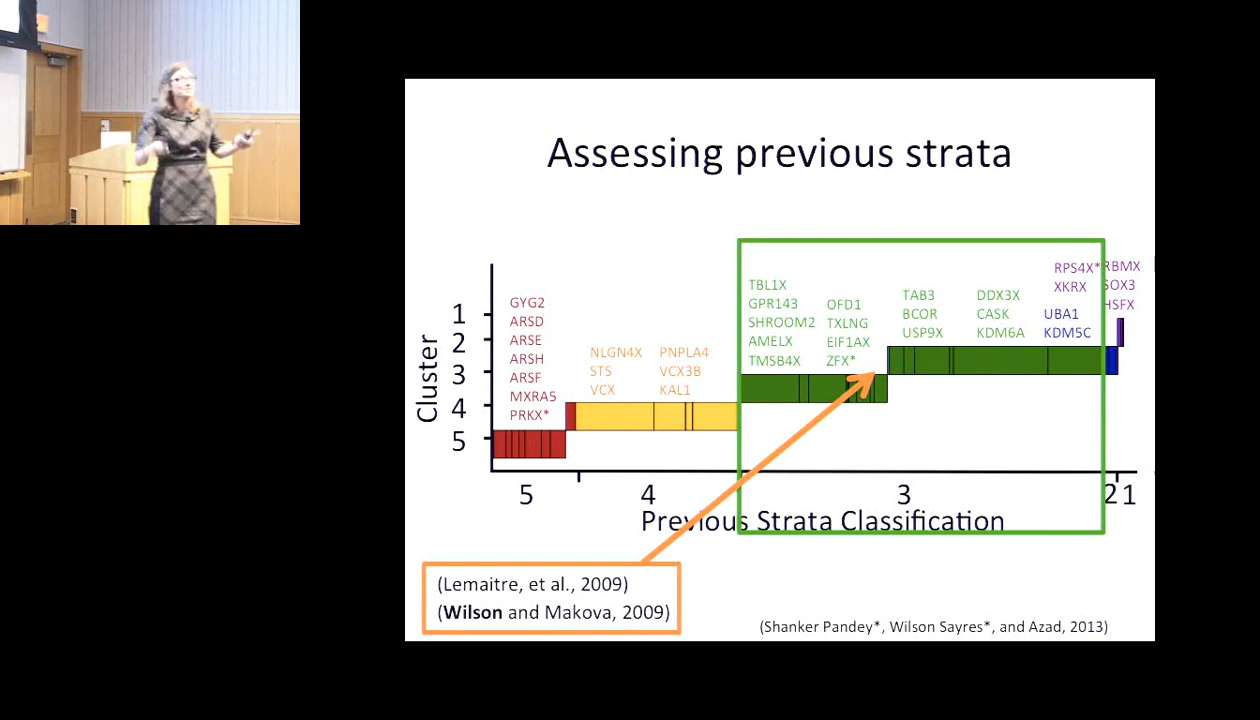 Assessing previous strata
Cluster
1
2
3
4
5
GYG2
ARSD
ARSE
ARSH
ARSF
MXRA5
PRKX*
NLGN4X
STS
VCX
PNPLA4
VCX3B
KAL1
TBL1X
GPR143
SHROOM2
AMELX
TMSB4X
OFD1
TXLNG
EIF1AX
ZFX*
TAB3
BCOR
USP9X
DDX3X
CASK
KDM6A
RPS4X*
XKRX
UBA1
KDM5C
RBMX
SOX3
HSFX
5 4 3 2 1
Previous Strata Classification
(Lemaitre, et al., 2009)
(Wilson and Makova, 2009)
(Shanker Pandey*, Wilson Sayres*, and Azad, 2013)